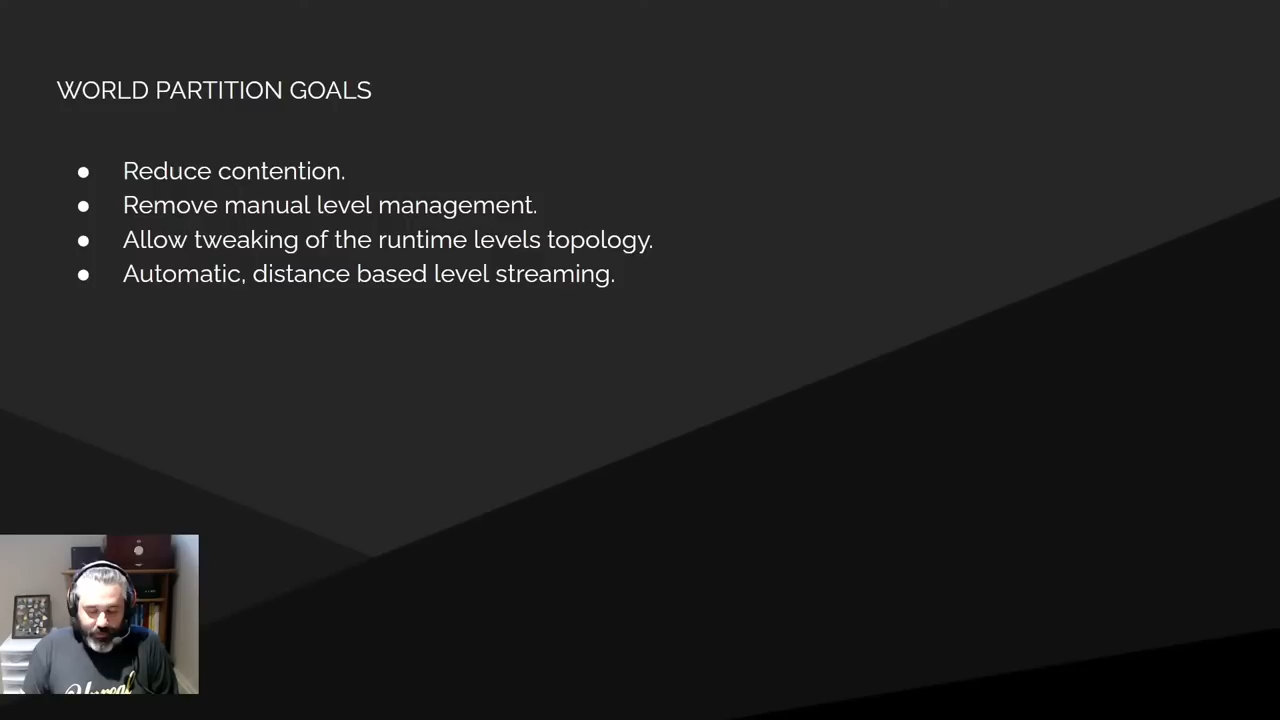 WORLD PARTITION GOALS
● Reduce contention.
● Remove manual level management.
● Allow tweaking of the runtime levels topology.
● Automatic, distance based level streaming.
Unreal